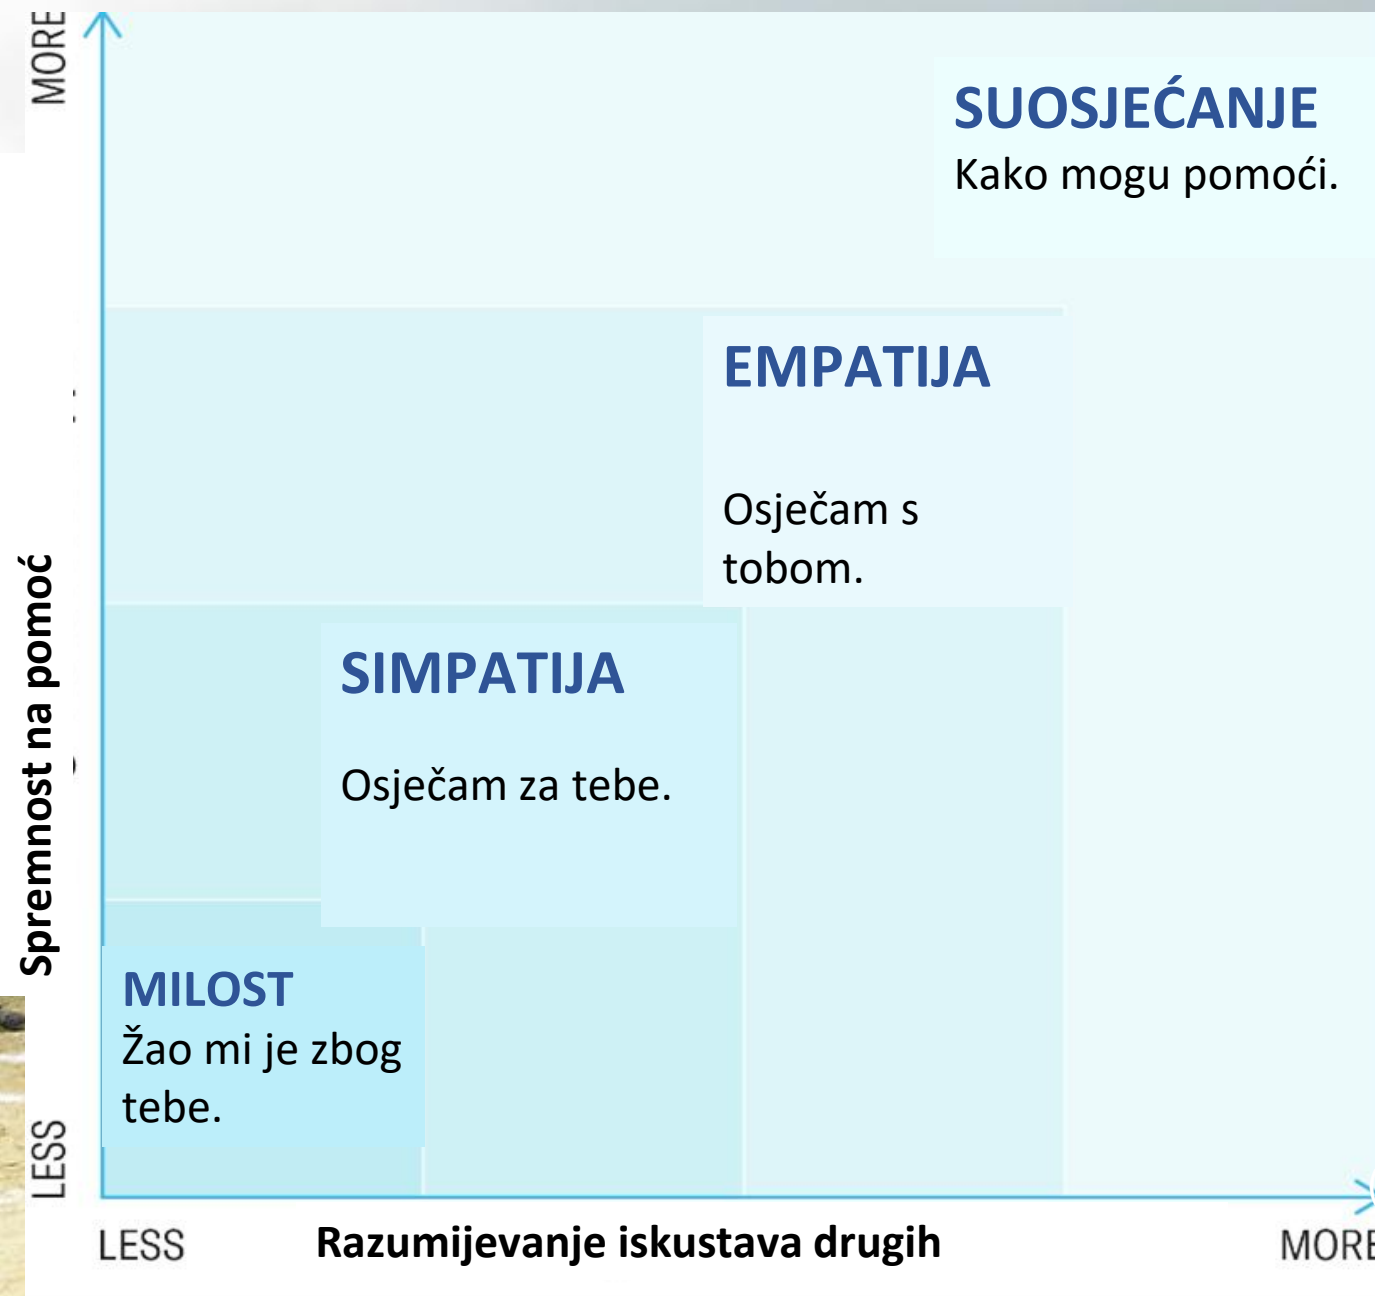 MORE
SUOSJEĆANJE
Kako mogu pomoći.
EMPATIJA
Osječam s
tobom.
SIMPATIJA
Osječam za tebe.
Spremnost na pomoć
MILOST
Žao mi je zbog
tebe.
LESS
LESS
Razumijevanje iskustava drugih
MORE